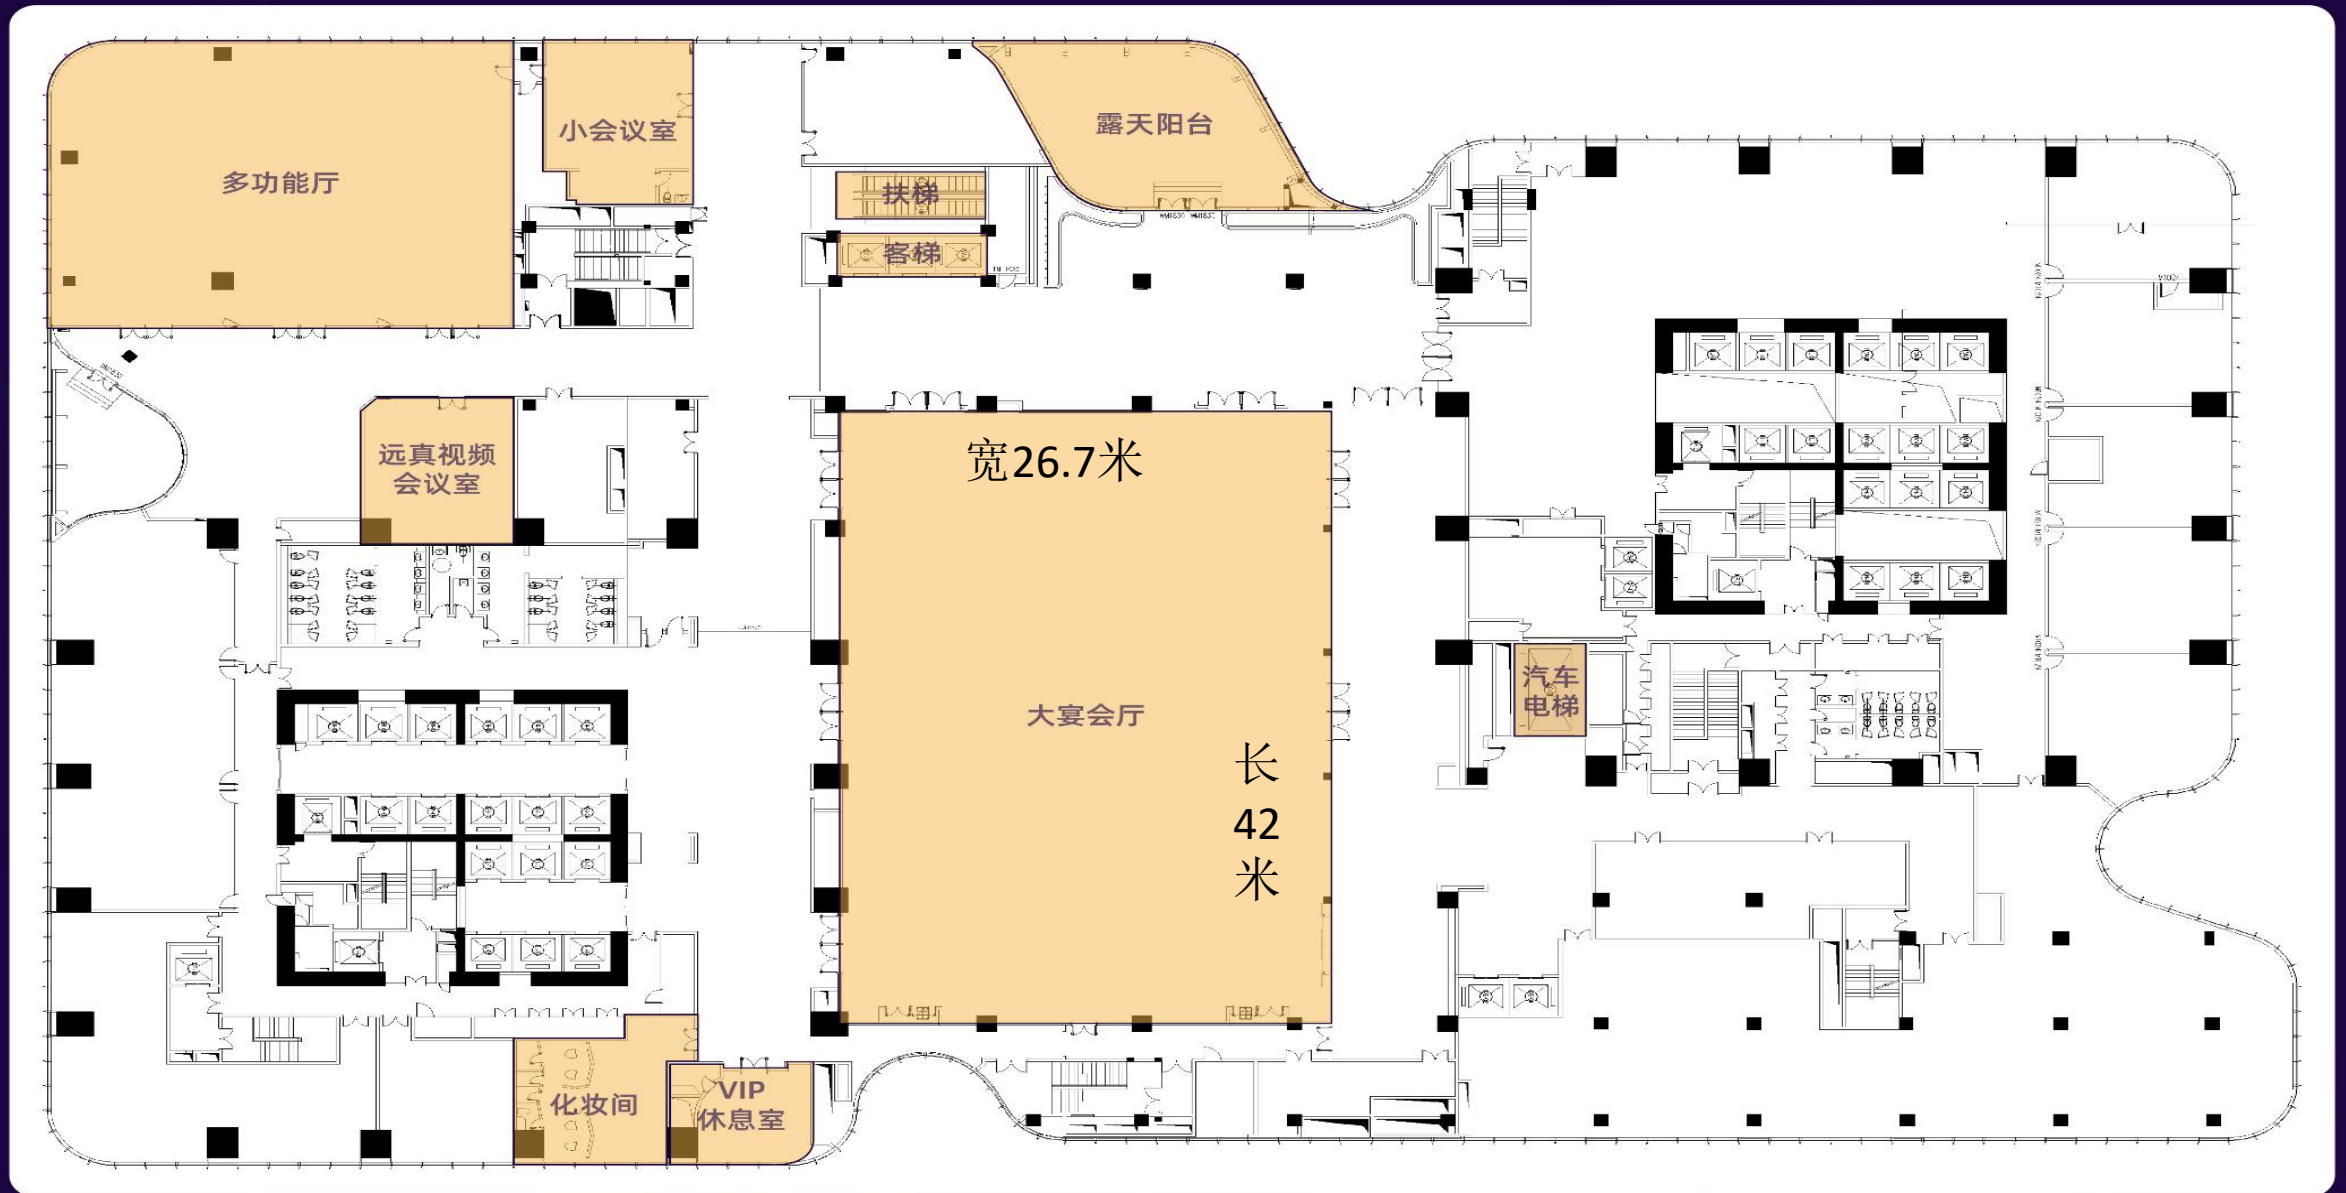 小会议室
露天阳台
多功能厅
扶梯
客梯
远真视频
会议室
宽26.7米
汽车
电梯
大宴会厅
长
42
米
VIP
休息室
化妆间